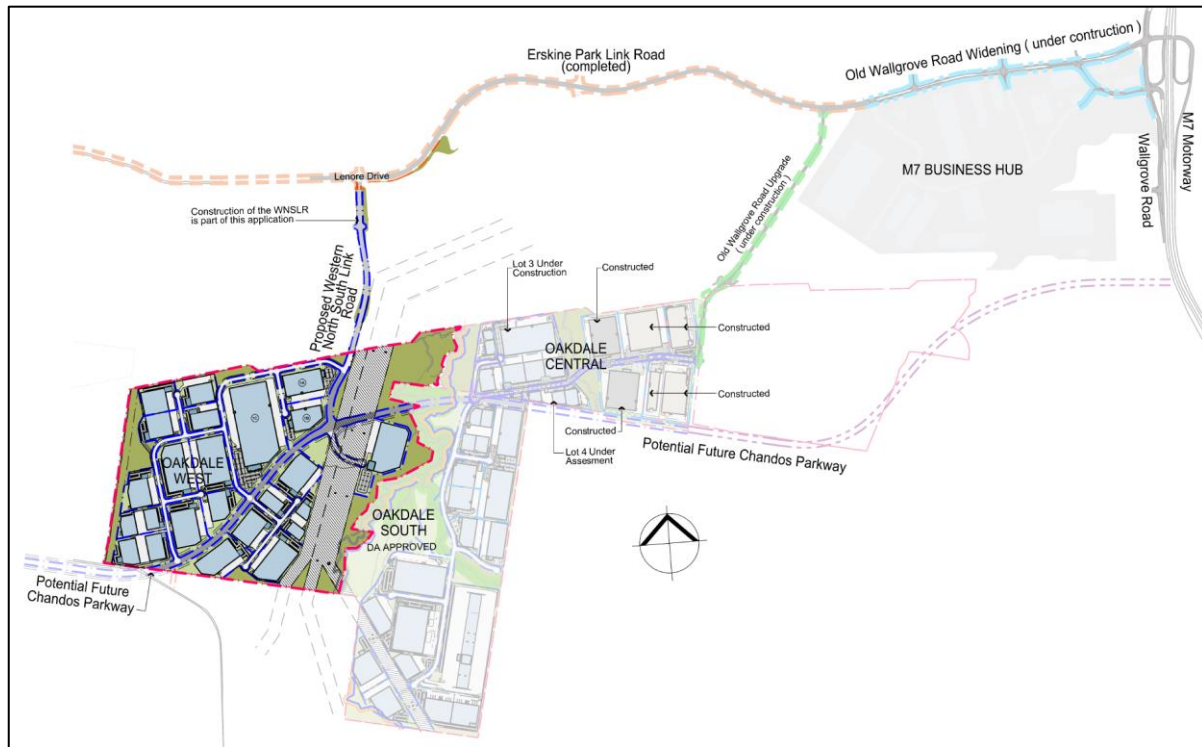 Erskine Park Link Road
(completed)
Old Wallgrove Road Widening ( under contruction )
M7 Motorway
Wallgrove Road
M7 BUSINESS HUB
Lenore Drive
Construction of the WNSLR
is part of this application
Old Wallgrove Road Upgrade
( under construction )
Proposed Western
North South Link
Road
Lot 3 Under
Construction
Constructed
Constructed
OAKDALE
CENTRAL
Constructed
Constructed
Lot 4 Under
Assesment
Potential Future Chandos Parkway
OAKDALE
WEST
OAKDALE
SOUTH
DA APPROVED
Potential Future
Chandos Parkway